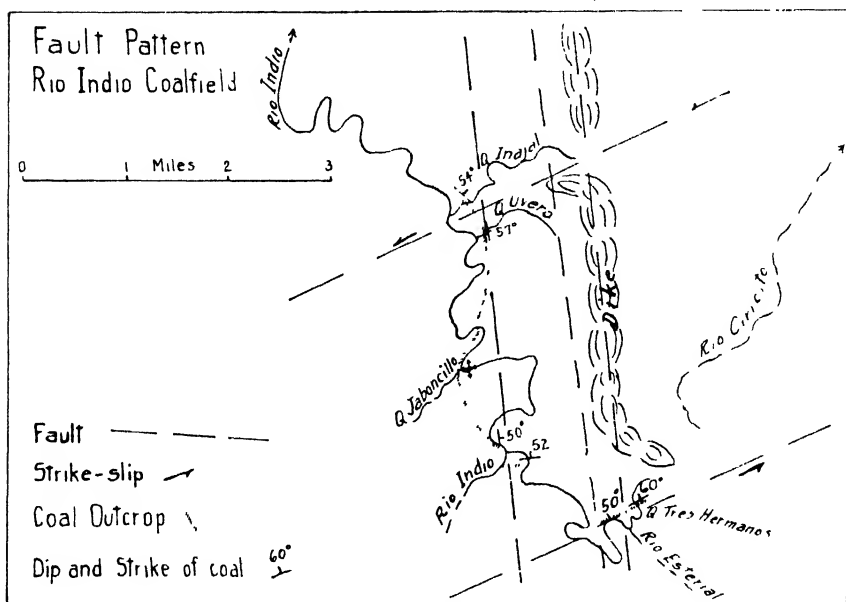 Fault Pattern
Rio Indio Coalfield
0 1 Miles 2 3
Rio Indio
Q Indjel
54°
Q Uvero
57°
Dike
Rio Ciricito
Q Jaboncillo
50°
52
Rio Indio
50° 60°
Q Tres Hermanos
Rio Esterial
Fault
Strike-slip
Coal Outcrop
Dip and Strike of coal 60°